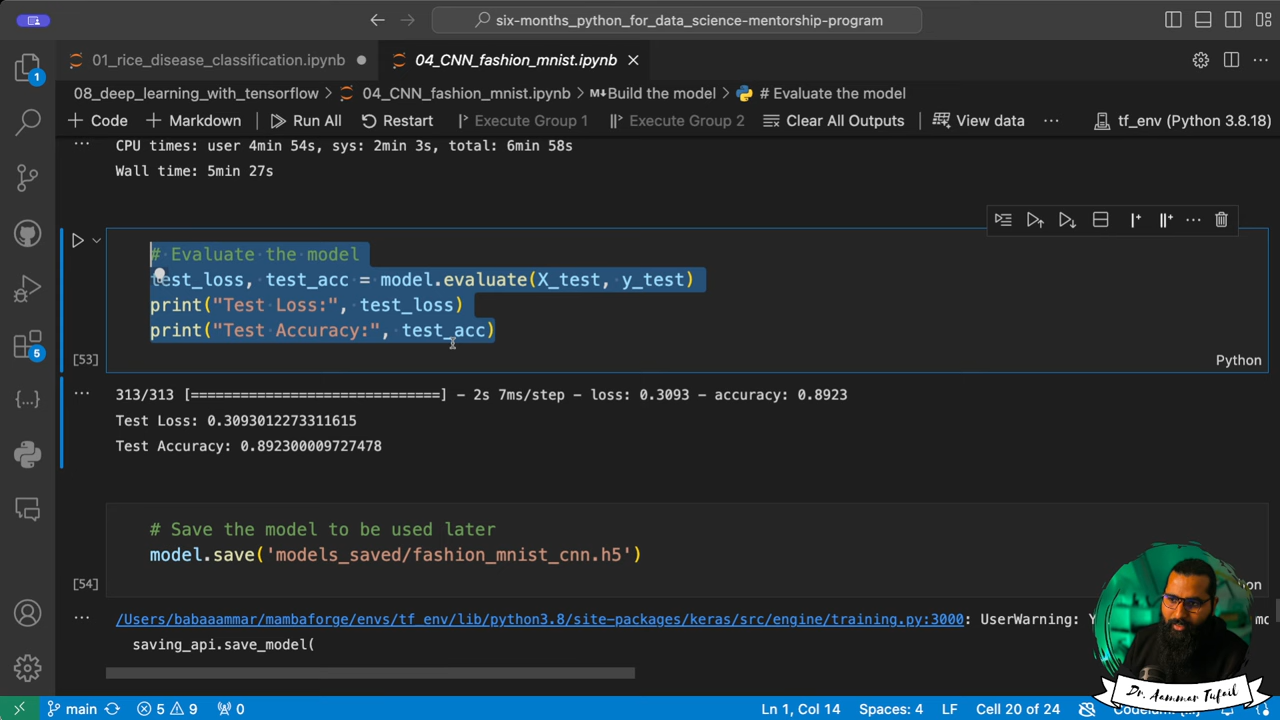 six-months_python_for_data_science-mentorship-program
01_rice_disease_classification.ipynb
04_CNN_fashion_mnist.ipynb
08_deep_learning_with_tensorflow > 04_CNN_fashion_mnist.ipynb > M↓Build the model > # Evaluate the model
+ Code + Markdown Run All Restart Execute Group 1 Execute Group 2 Clear All Outputs View data ... tf_env (Python 3.8.18)
... CPU times: user 4min 54s, sys: 2min 3s, total: 6min 58s
Wall time: 5min 27s
# Evaluate the model
test_loss, test_acc = model.evaluate(X_test, y_test)
print("Test Loss:", test_loss)
print("Test Accuracy:", test_acc)
[53]
Python
... 313/313 [==============================] - 2s 7ms/step - loss: 0.3093 - accuracy: 0.8923
Test Loss: 0.3093012273311615
Test Accuracy: 0.892300009727478
# Save the model to be used later
model.save('models_saved/fashion_mnist_cnn.h5')
[54]
... /Users/babaaammar/mambaforge/envs/tf_env/lib/python3.8/site-packages/keras/src/engine/training.py:3000: UserWarning:
saving_api.save_model(
1
5
Dr. Aammar Tufail
main 5 9 0 Ln 1, Col 14 Spaces: 4 LF Cell 20 of 24